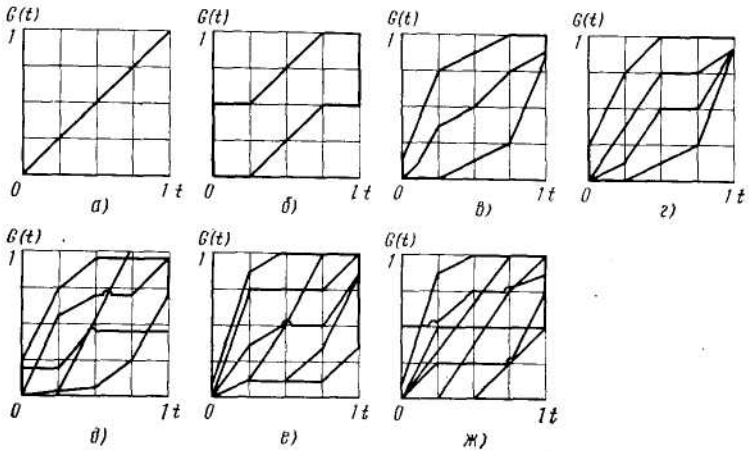 G(t) G(t) G(t) G(t)
1 1 1 1
0 1 t 0 1 t 0 1 t 0 1 t
а) б) в) г)
G(t) G(t) G(t)
1 1 1
0 1 t 0 1 t 0 1 t
д) е) ж)